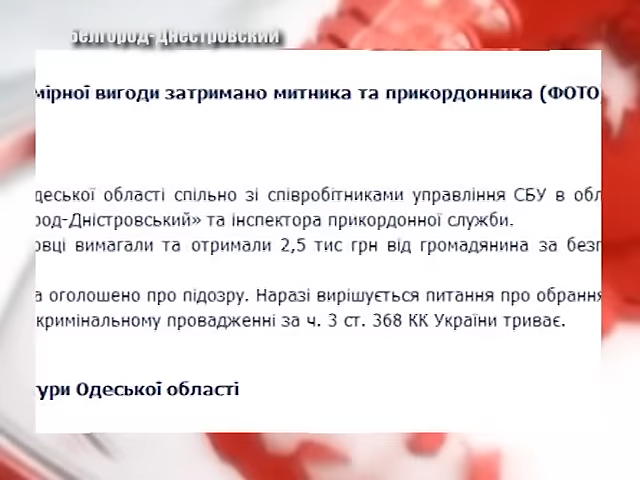 Белгород-Днестровский
мірної вигоди затримано митника та прикордонника (ФОТО
деської області спільно зі співробітниками управління СБУ в обл
род-Дністровський» та інспектора прикордонної служби.
овці вимагали та отримали 2,5 тис грн від громадянина за безп
а оголошено про підозру. Наразі вирішується питання про обрання
кримінальному провадженні за ч. 3 ст. 368 КК України триває.
тури Одеської області